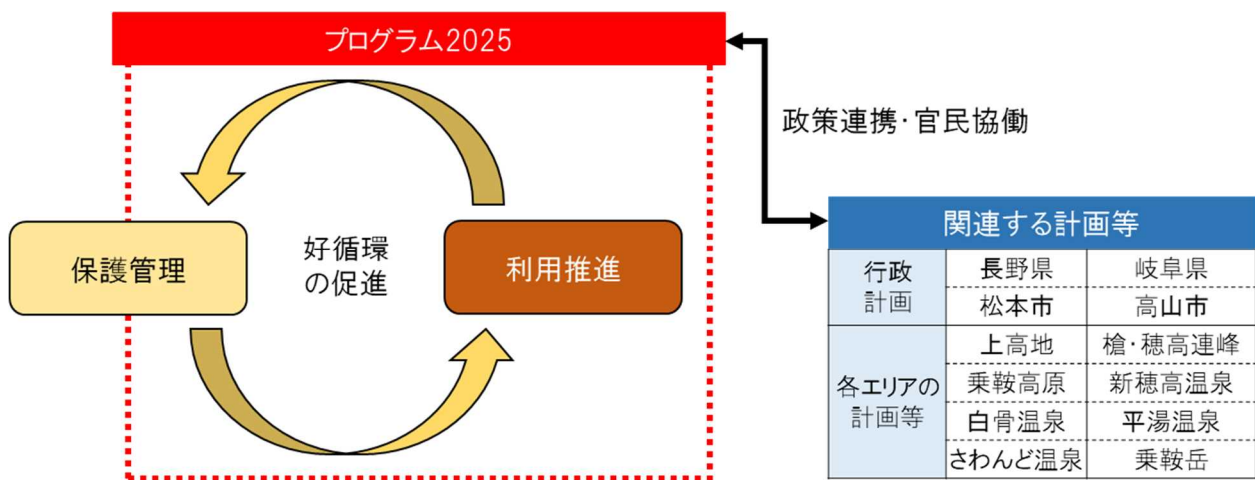 プログラム2025
政策連携・官民協働
保護管理
好循環
の促進
利用推進
関連する計画等
行政
計画
長野県 岐阜県
松本市 高山市
各エリアの
計画等
上高地 槍・穂高連峰
乗鞍高原 新穂高温泉
白骨温泉 平湯温泉
さわんど温泉 乗鞍岳